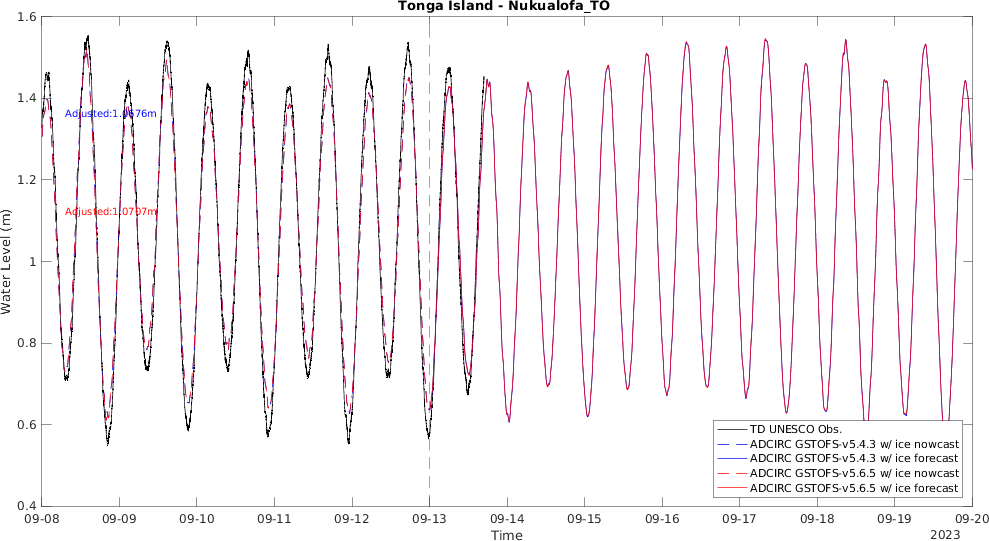 Tonga Island - Nukualofa_TO
1.6
1.4
1.2
1
0.8
0.6
0.4
Water Level (m)
Adjusted:1.0676m
Adjusted:1.0707m
TD UNESCO Obs.
ADCIRC GSTOFS-v5.4.3 w/ ice nowcast
ADCIRC GSTOFS-v5.4.3 w/ ice forecast
ADCIRC GSTOFS-v5.6.5 w/ ice nowcast
ADCIRC GSTOFS-v5.6.5 w/ ice forecast
09-08 09-09 09-10 09-11 09-12 09-13 09-14 09-15 09-16 09-17 09-18 09-19 09-20
Time
2023